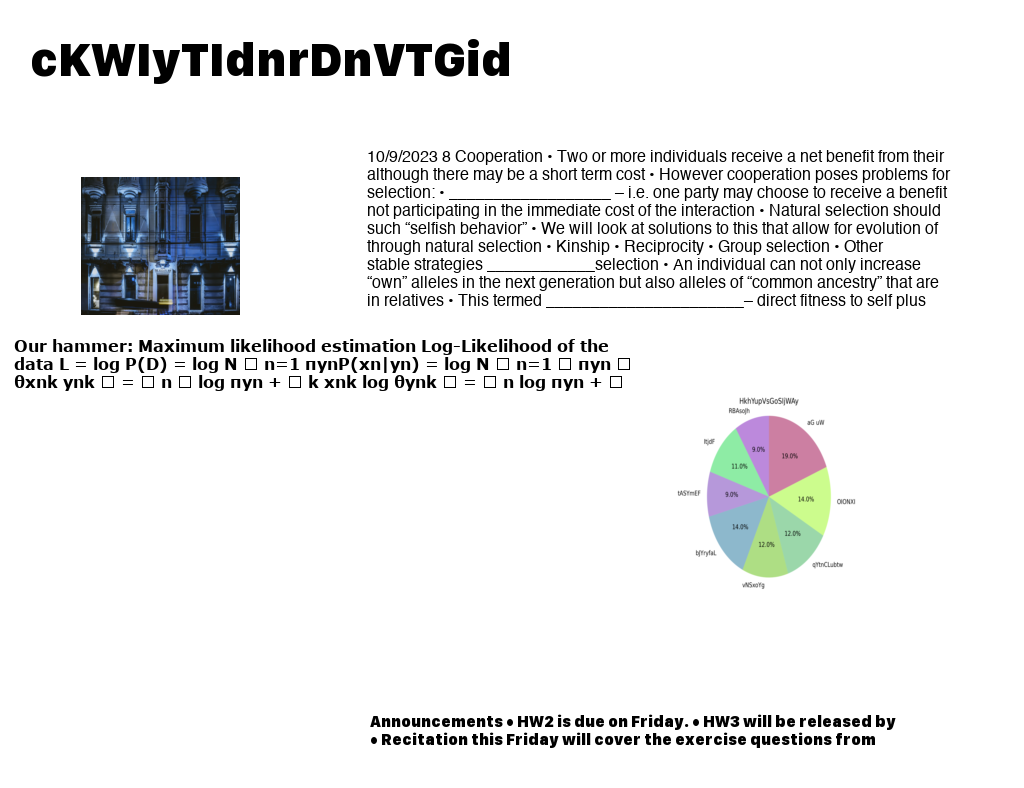 cKWIyTIdnrDnVTGid
10/9/2023 8 Cooperation • Two or more individuals receive a net benefit from their
although there may be a short term cost • However cooperation poses problems for
selection: • __________________ – i.e. one party may choose to receive a benefit
not participating in the immediate cost of the interaction • Natural selection should
such “selfish behavior” • We will look at solutions to this that allow for evolution of
through natural selection • Kinship • Reciprocity • Group selection • Other
stable strategies ____________selection • An individual can not only increase
“own” alleles in the next generation but also alleles of “common ancestry” that are
in relatives • This termed ______________________– direct fitness to self plus
Our hammer: Maximum likelihood estimation Log-Likelihood of the
data L = log P(D) = log N □ n=1 πynP(xn|yn) = log N □ n=1 □ πyn □
θxnk ynk □ = □ n □ log πyn + □ k xnk log θynk □ = □ n log πyn + □
HkhYupVsGoSIjWAy
RBAsoJh
aG uW
ltjdF
9.0%
19.0%
11.0%
tASYmEF
9.0%
14.0%
OIONXI
14.0%
12.0%
12.0%
bJYryfaL
qYtnCLubtw
vNSxoYg
Announcements • HW2 is due on Friday. • HW3 will be released by
• Recitation this Friday will cover the exercise questions from